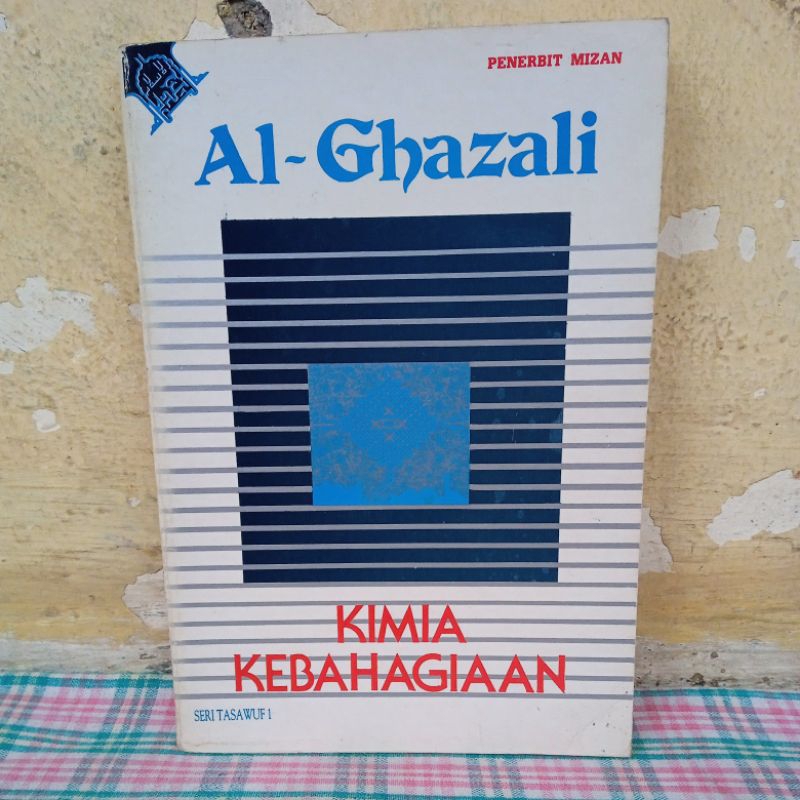 PENERBIT MIZAN
Al-Ghazali
KIMIA
KEBAHAGIAAN
SERI TASAWUF 1